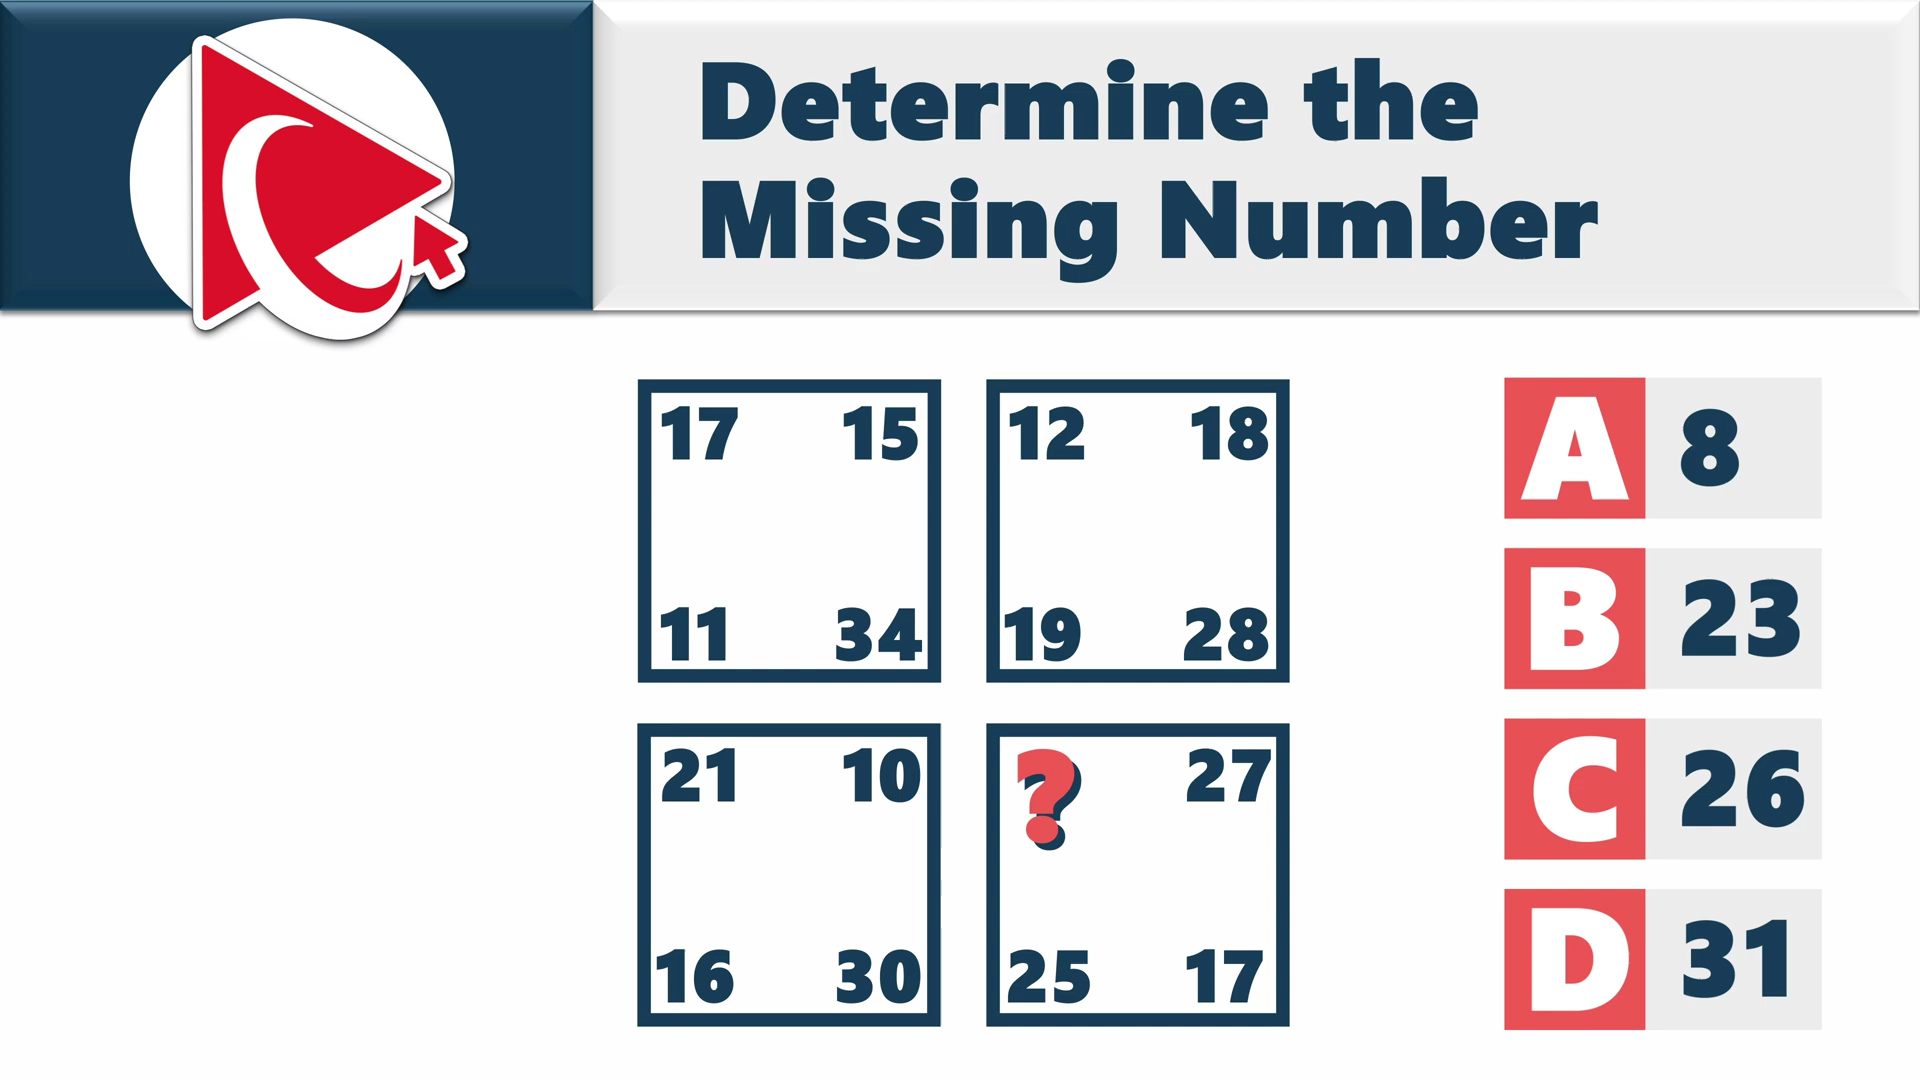 Determine the
Missing Number
17 15
11 34
12 18
19 28
21 10
16 30
? 27
25 17
A 8
B 23
C 26
D 31